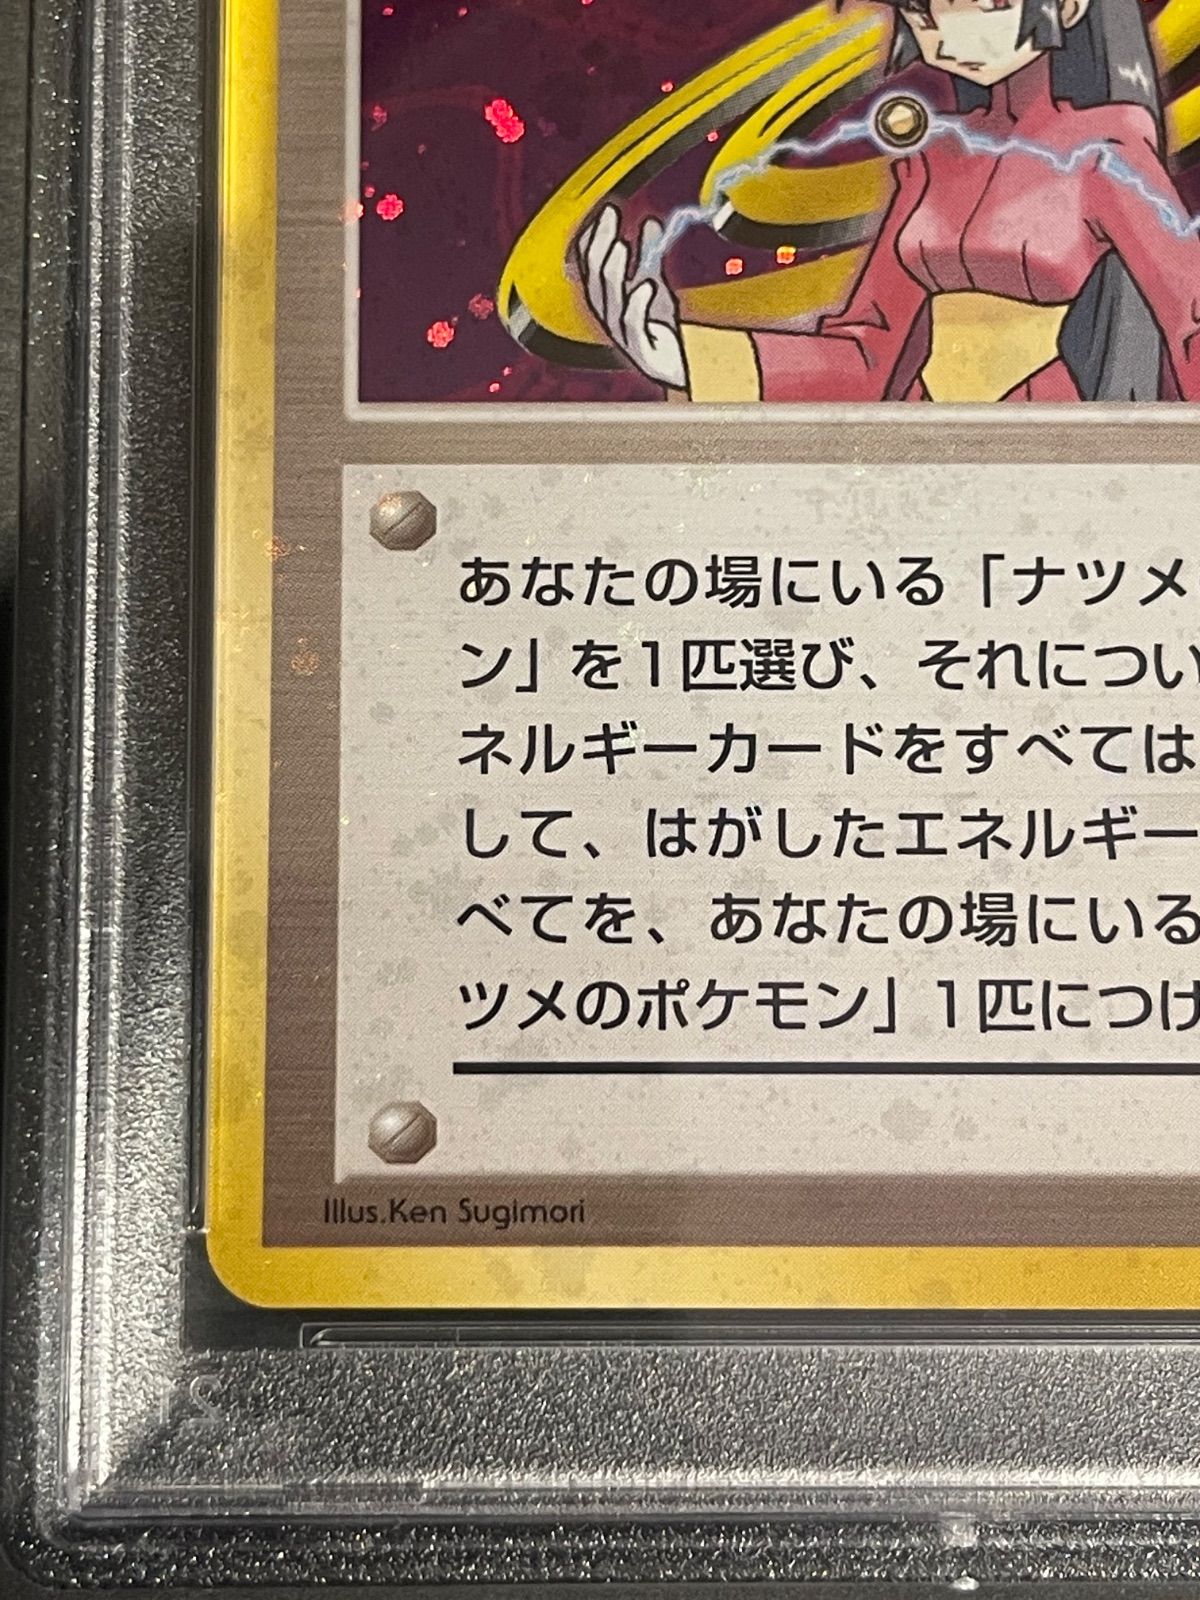 あなたの場にいる「ナツメ
ン」を1匹選び、それについ
ネルギーカードをすべては
して、はがしたエネルギー
べてを、あなたの場にいる
ツメのポケモン」1匹につけ
Illus.Ken Sugimori